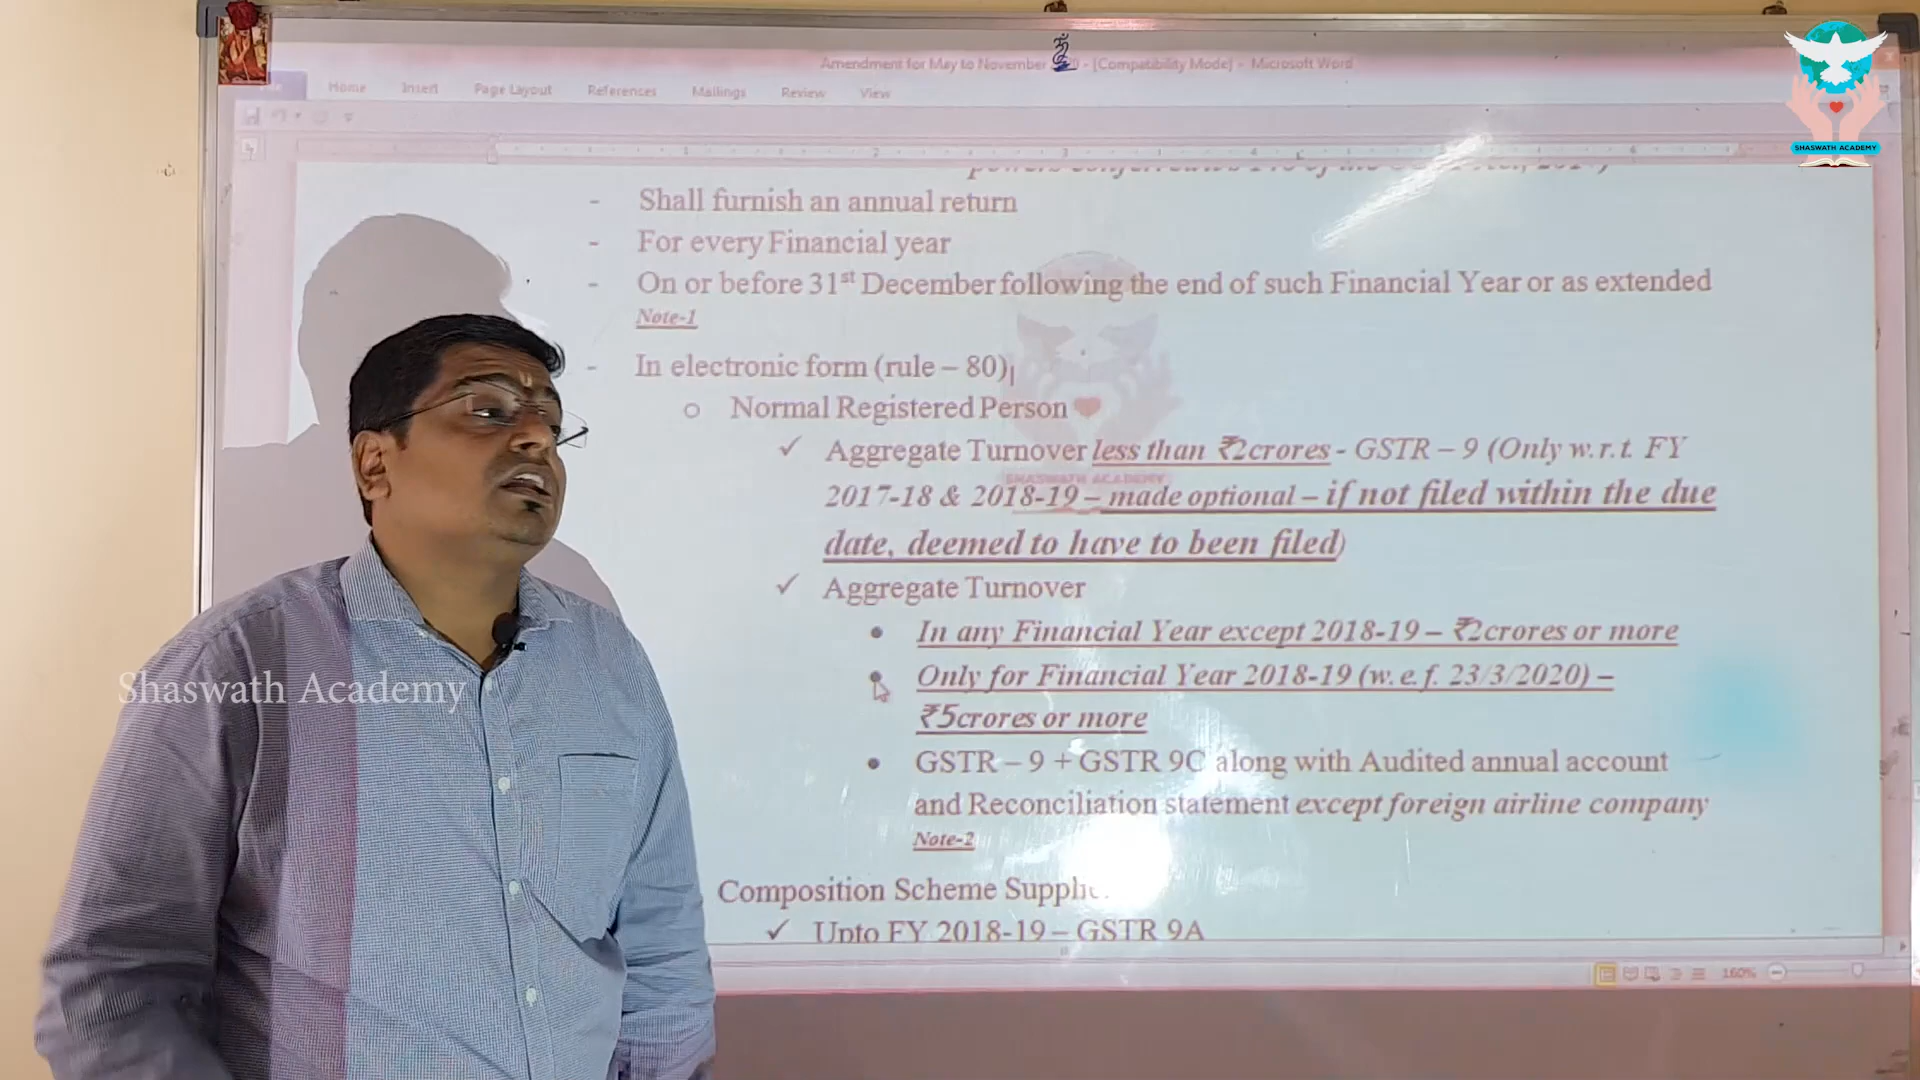 Amendment for May to November - [Compatibility Mode] - Microsoft Word
Home Insert Page Layout References Mailings Review View
SHASWATH ACADEMY
- Shall furnish an annual return
- For every Financial year
- On or before 31st December following the end of such Financial Year or as extended
Note-1
- In electronic form (rule – 80)
o Normal Registered Person
✓ Aggregate Turnover less than ₹2crores - GSTR – 9 (Only w.r.t. FY
2017-18 & 2018-19 – made optional – if not filed within the due
date, deemed to have to been filed)
SHASWATH ACADEMY
✓ Aggregate Turnover
• In any Financial Year except 2018-19 – ₹2crores or more
• Only for Financial Year 2018-19 (w.e.f. 23/3/2020) –
₹5crores or more
• GSTR – 9 + GSTR 9C along with Audited annual account
and Reconciliation statement except foreign airline company
Note-2
Composition Scheme Supplie
✓ Upto FY 2018-19 – GSTR 9A
160%
Shaswath Academy